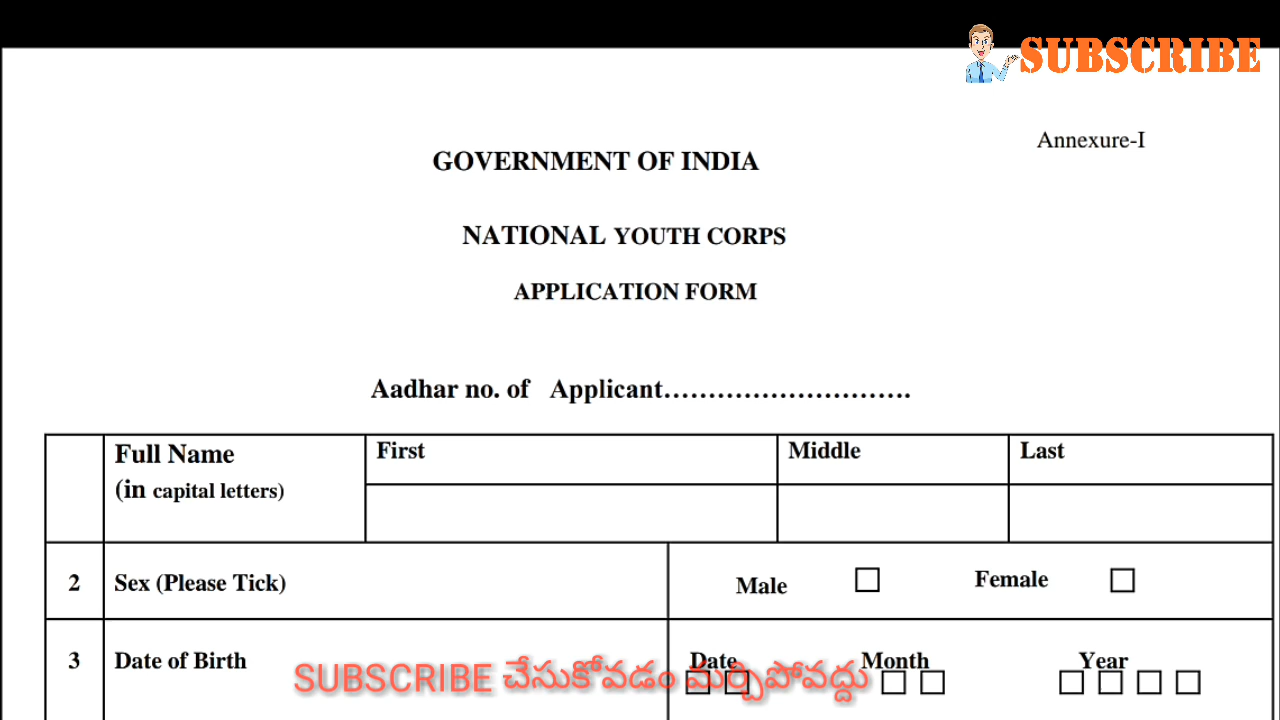 SUBSCRIBE
Annexure-I
GOVERNMENT OF INDIA
NATIONAL YOUTH CORPS
APPLICATION FORM
Aadhar no. of Applicant………………………….
Full Name
(in capital letters)
First
Middle
Last
2
Sex (Please Tick)
Male
Female
3
Date of Birth
Date
Month
Year
SUBSCRIBE చేసుకోవడం మర్చిపోవద్దు